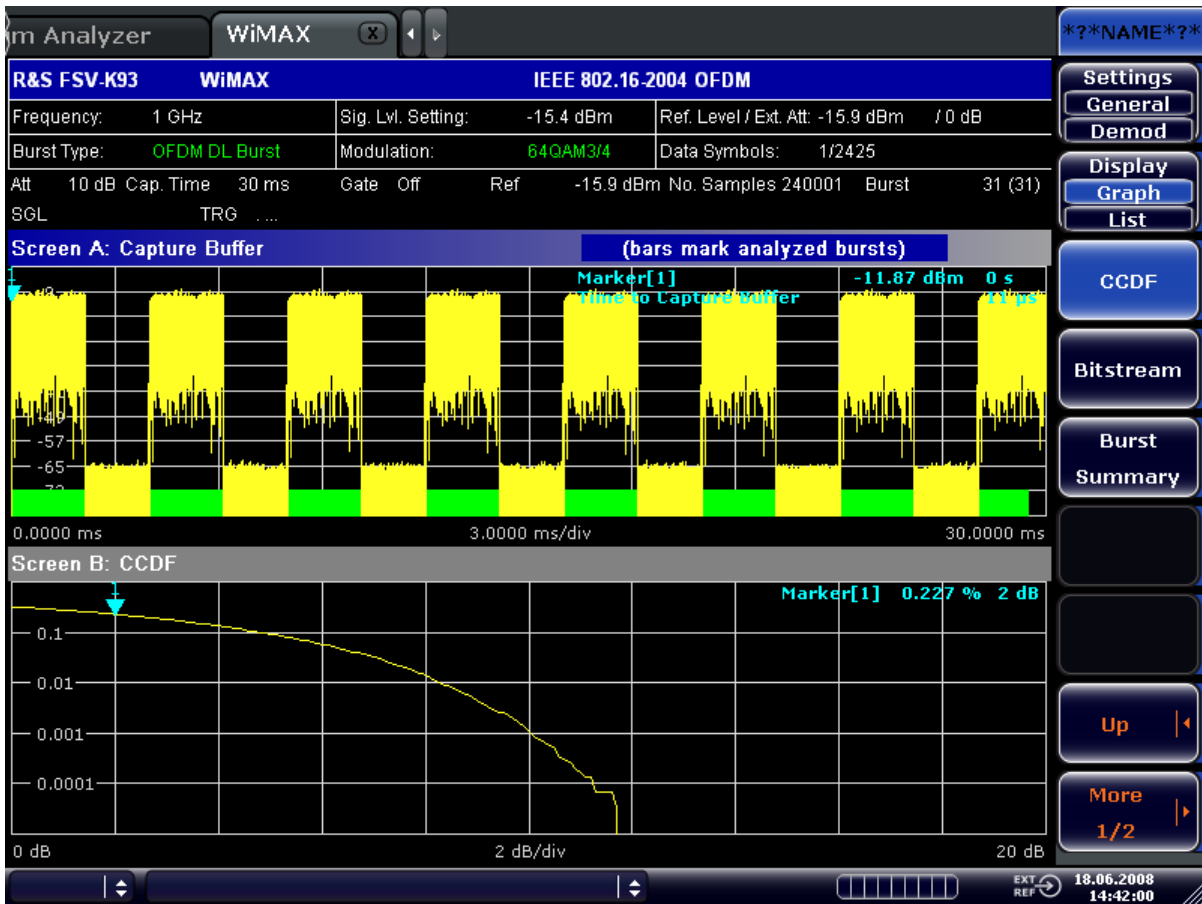 m Analyzer
WiMAX
X
*?*NAME*?*
R&S FSV-K93 WiMAX IEEE 802.16-2004 OFDM
Frequency: 1 GHz Sig. Lvl. Setting: -15.4 dBm Ref. Level / Ext. Att: -15.9 dBm / 0 dB
Burst Type: OFDM DL Burst Modulation: 64QAM3/4 Data Symbols: 1/2425
Att 10 dB Cap. Time 30 ms Gate Off Ref -15.9 dBm No. Samples 240001 Burst 31 (31)
SGL TRG . ...
Screen A: Capture Buffer (bars mark analyzed bursts)
1
Marker[1] -11.87 dBm 0 s
Time to Capture Buffer 11 µs
-49
-57
-65
-73
0.0000 ms 3.0000 ms/div 30.0000 ms
Screen B: CCDF
1
Marker[1] 0.227 % 2 dB
0.1
0.01
0.001
0.0001
0 dB 2 dB/div 20 dB
Settings
General
Demod
Display
Graph
List
CCDF
Bitstream
Burst
Summary
Up
More
1/2
EXT
REF
18.06.2008
14:42:00